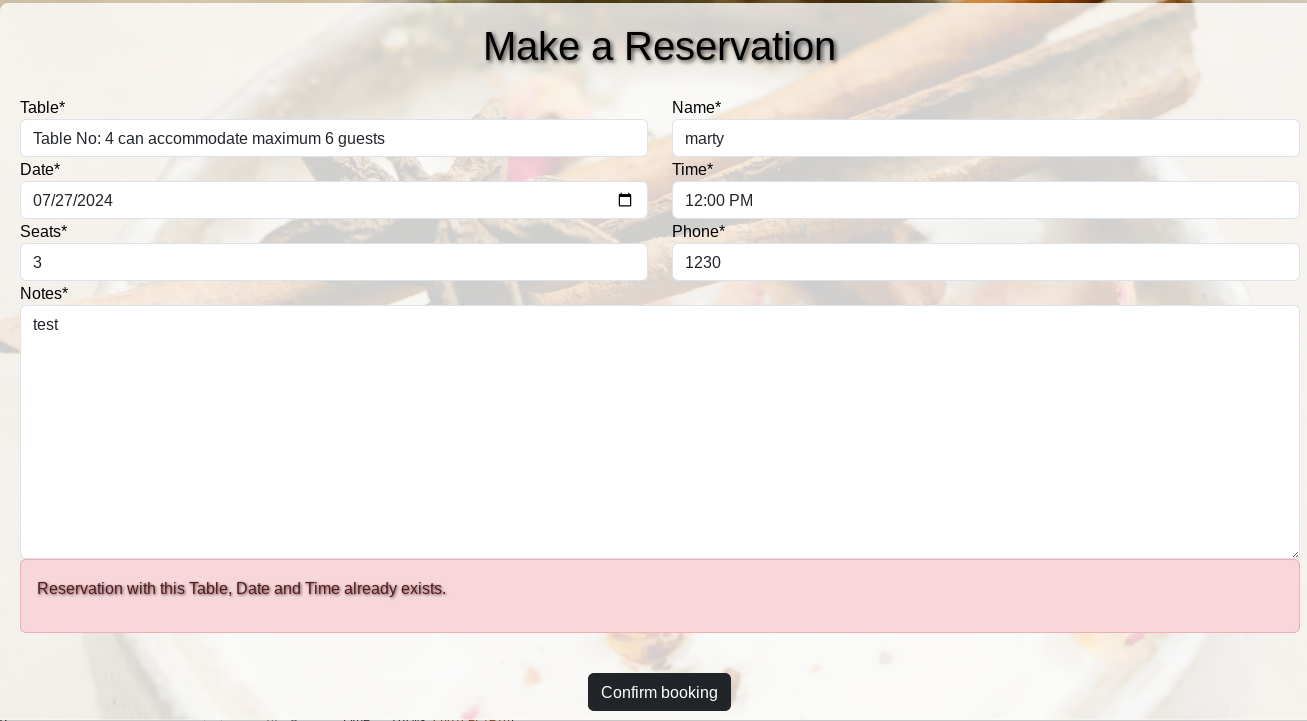 Make a Reservation
Table*
Name*
Table No: 4 can accommodate maximum 6 guests
marty
Date*
Time*
07/27/2024
12:00 PM
Seats*
Phone*
3
1230
Notes*
test
Reservation with this Table, Date and Time already exists.
Confirm booking